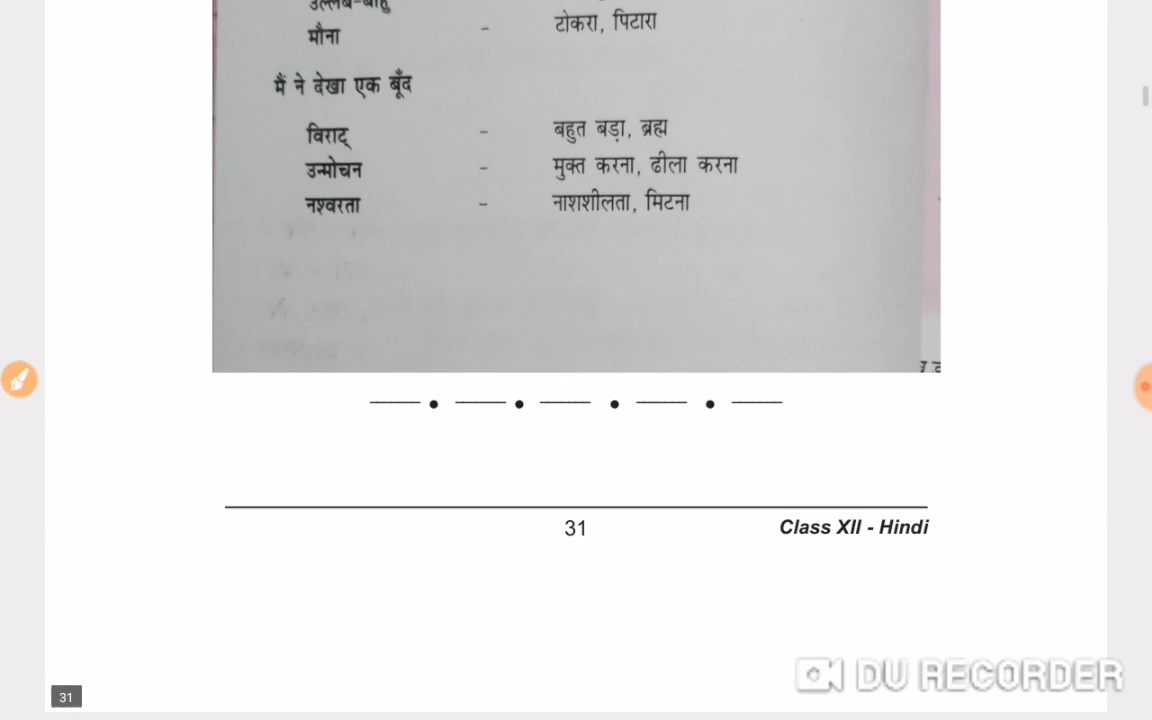 मौना - टोकरा, पिटारा
मैं ने देखा एक बूँद
विराट् - बहुत बड़ा, ब्रह्म
उन्मोचन - मुक्त करना, ढीला करना
नश्वरता - नाशशीलता, मिटना
31 Class XII - Hindi
31
DU RECORDER